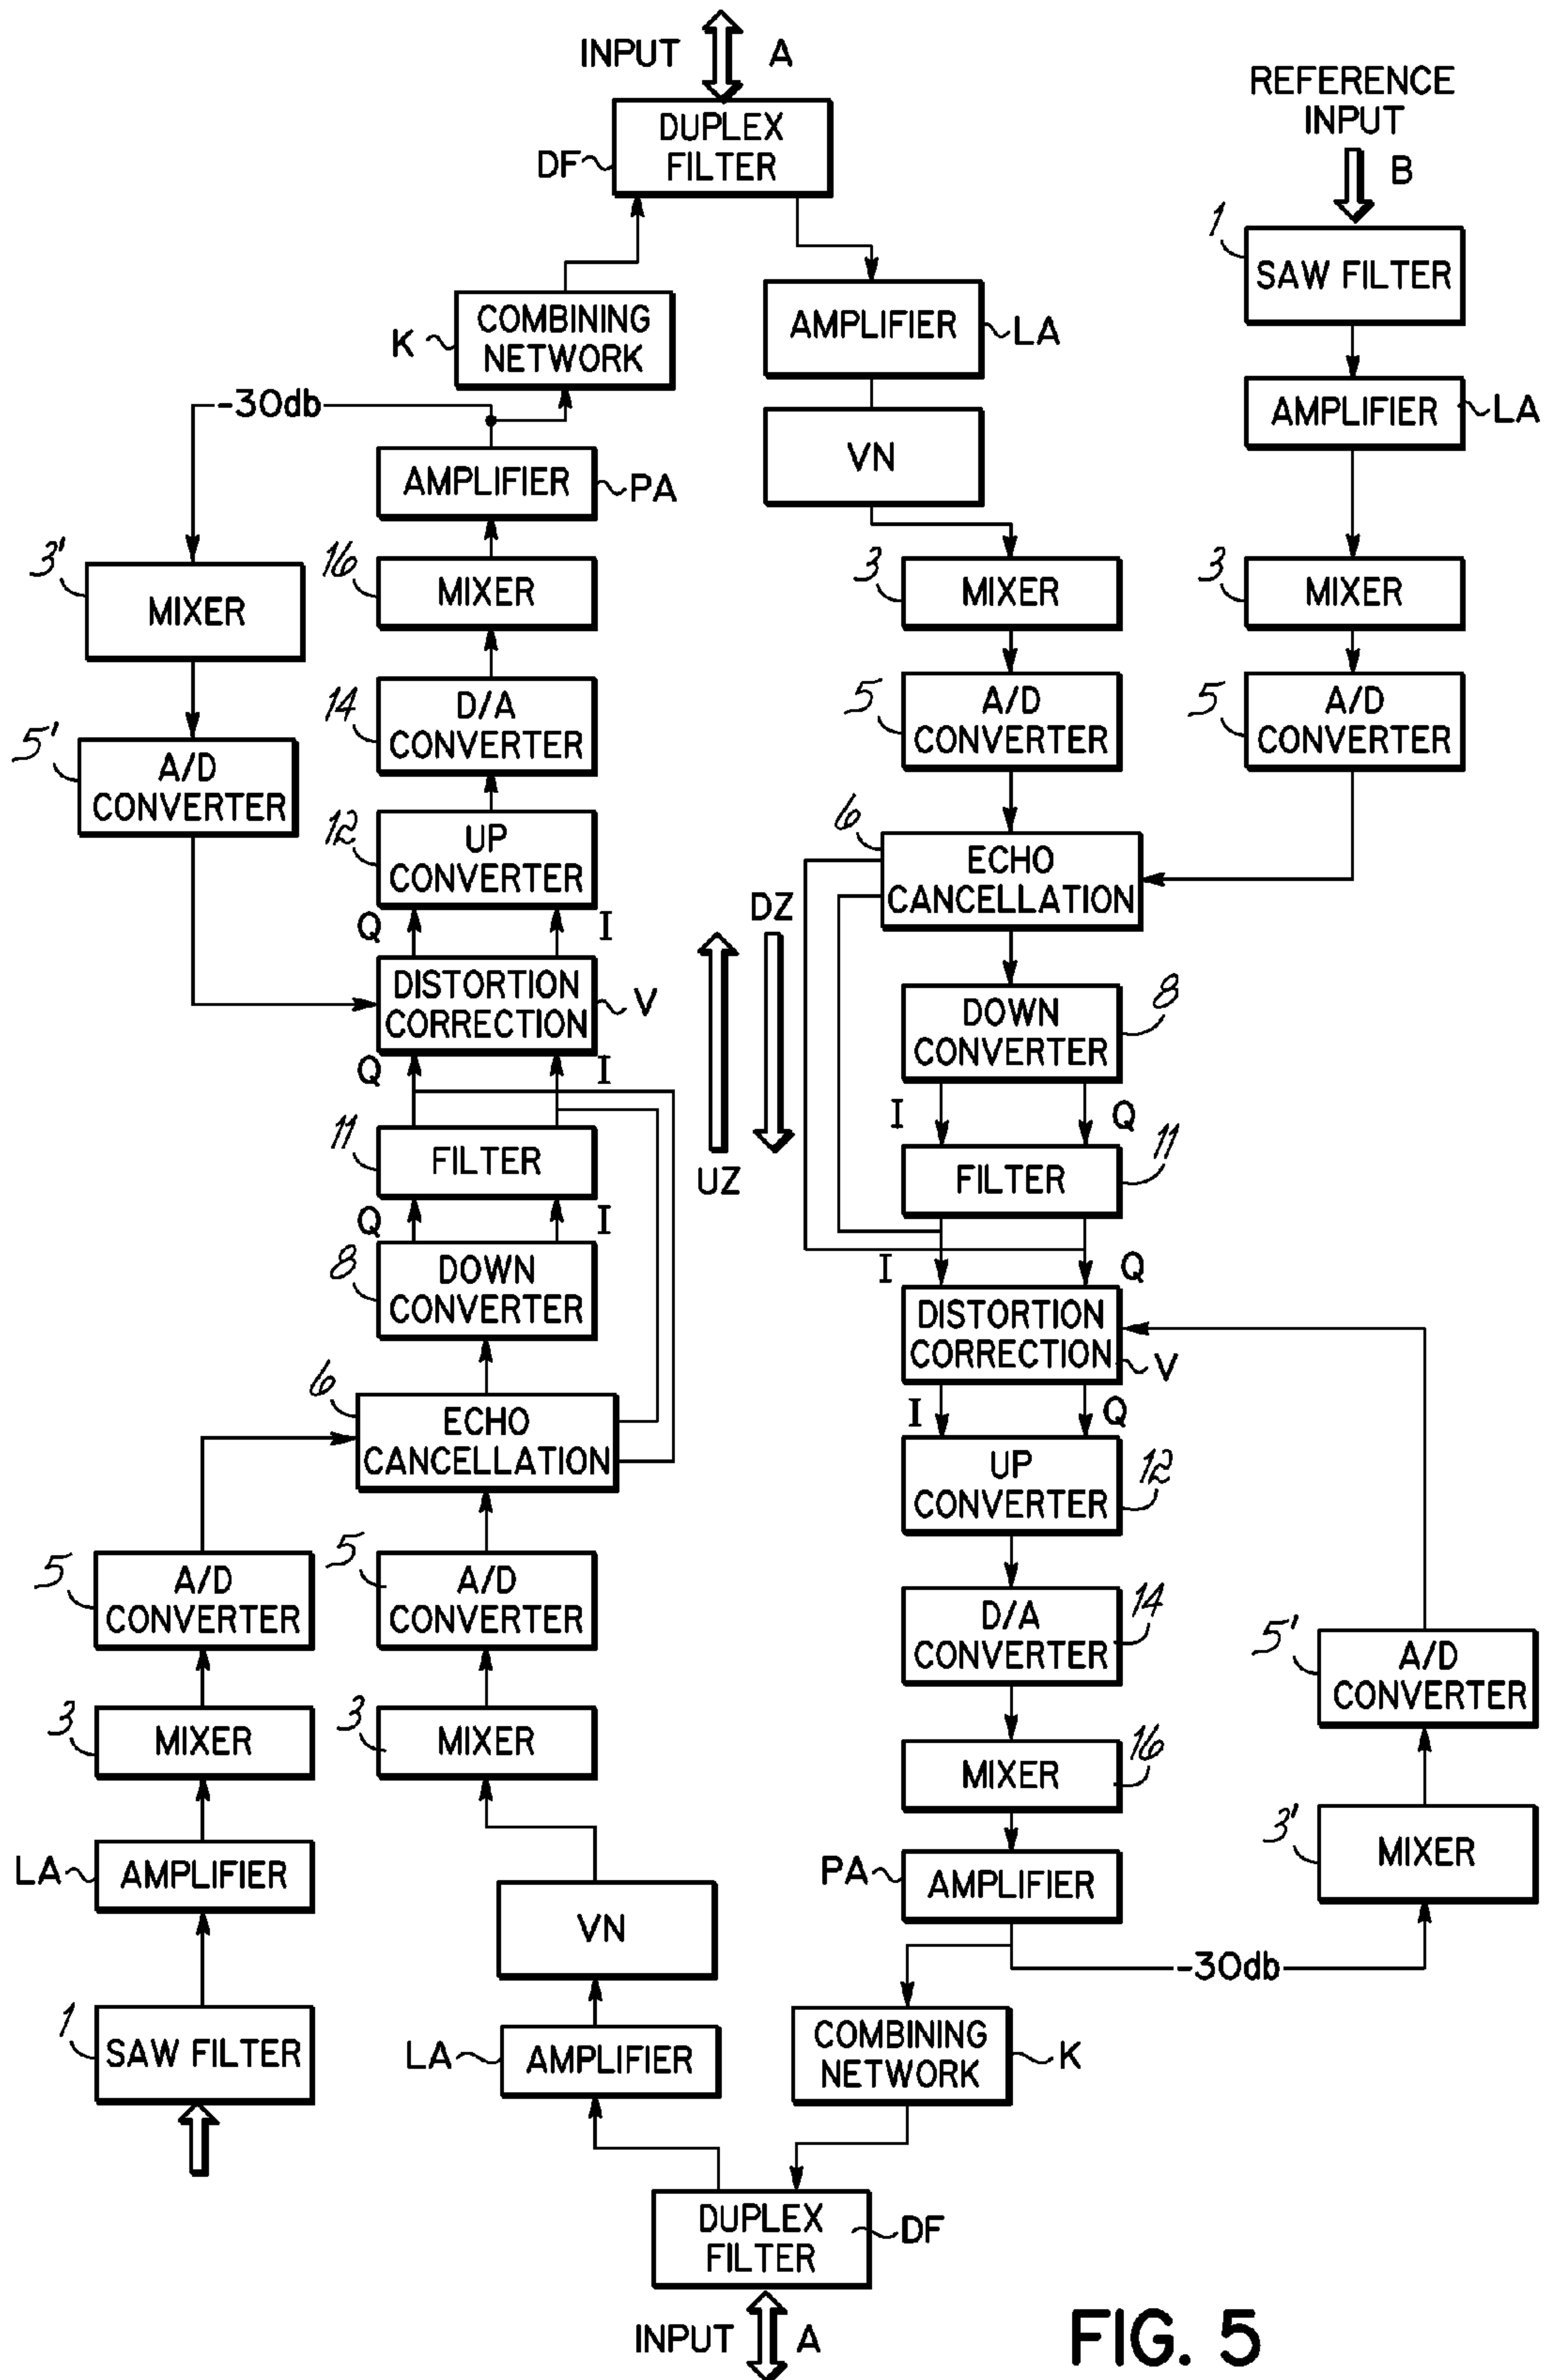 INPUT A
DUPLEX
FILTER
DF
REFERENCE
INPUT
B
1
SAW FILTER
COMBINING
NETWORK
K
AMPLIFIER
LA
AMPLIFIER
LA
-30db
AMPLIFIER
PA
VN
3'
MIXER
16
MIXER
3
MIXER
3
MIXER
5'
A/D
CONVERTER
14
D/A
CONVERTER
5
A/D
CONVERTER
5
A/D
CONVERTER
12
UP
CONVERTER
6
ECHO
CANCELLATION
Q I
DISTORTION
CORRECTION
V
Q I
DZ
UZ
8
DOWN
CONVERTER
I Q
11
FILTER
Q I
11
FILTER
I Q
8
DOWN
CONVERTER
DISTORTION
CORRECTION
V
I Q
6
ECHO
CANCELLATION
12
UP
CONVERTER
5
A/D
CONVERTER
5
A/D
CONVERTER
14
D/A
CONVERTER
5'
A/D
CONVERTER
3
MIXER
3
MIXER
16
MIXER
3'
MIXER
LA
AMPLIFIER
VN
PA
AMPLIFIER
-30db
1
SAW FILTER
LA
AMPLIFIER
COMBINING
NETWORK
K
DUPLEX
FILTER
DF
INPUT A
FIG. 5